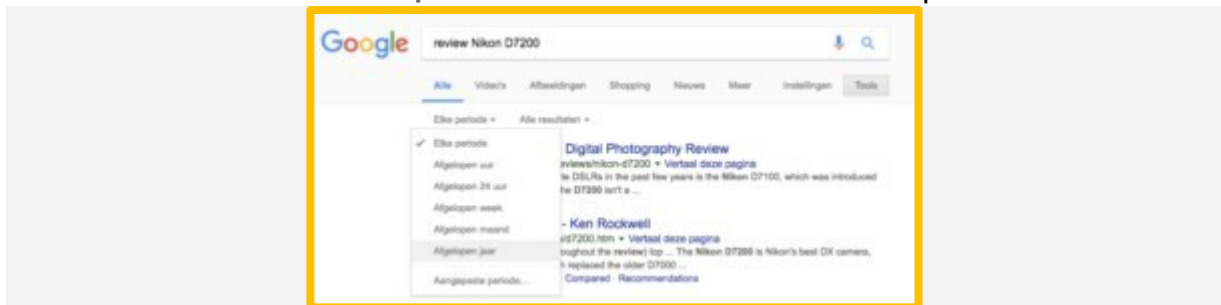 Google review Nikon D7200
Alle Video's Afbeeldingen Shopping Nieuws Meer Instellingen Tools
Elke periode Alle resultaten
Elke periode
Afgelopen uur
Afgelopen 24 uur
Afgelopen week
Afgelopen maand
Afgelopen jaar
Aangepaste periode...
Digital Photography Review
eviews/nikon-d7200 Vertaal deze pagina
te DSLRs in the past few years is the Nikon D7100, which was introduced
he D7200 isn't a ...
- Ken Rockwell
/d7200.htm Vertaal deze pagina
oughout the review) top ... The Nikon D7200 is Nikon's best DX camera,
h replaced the older D7000 ...
Compared Recommendations